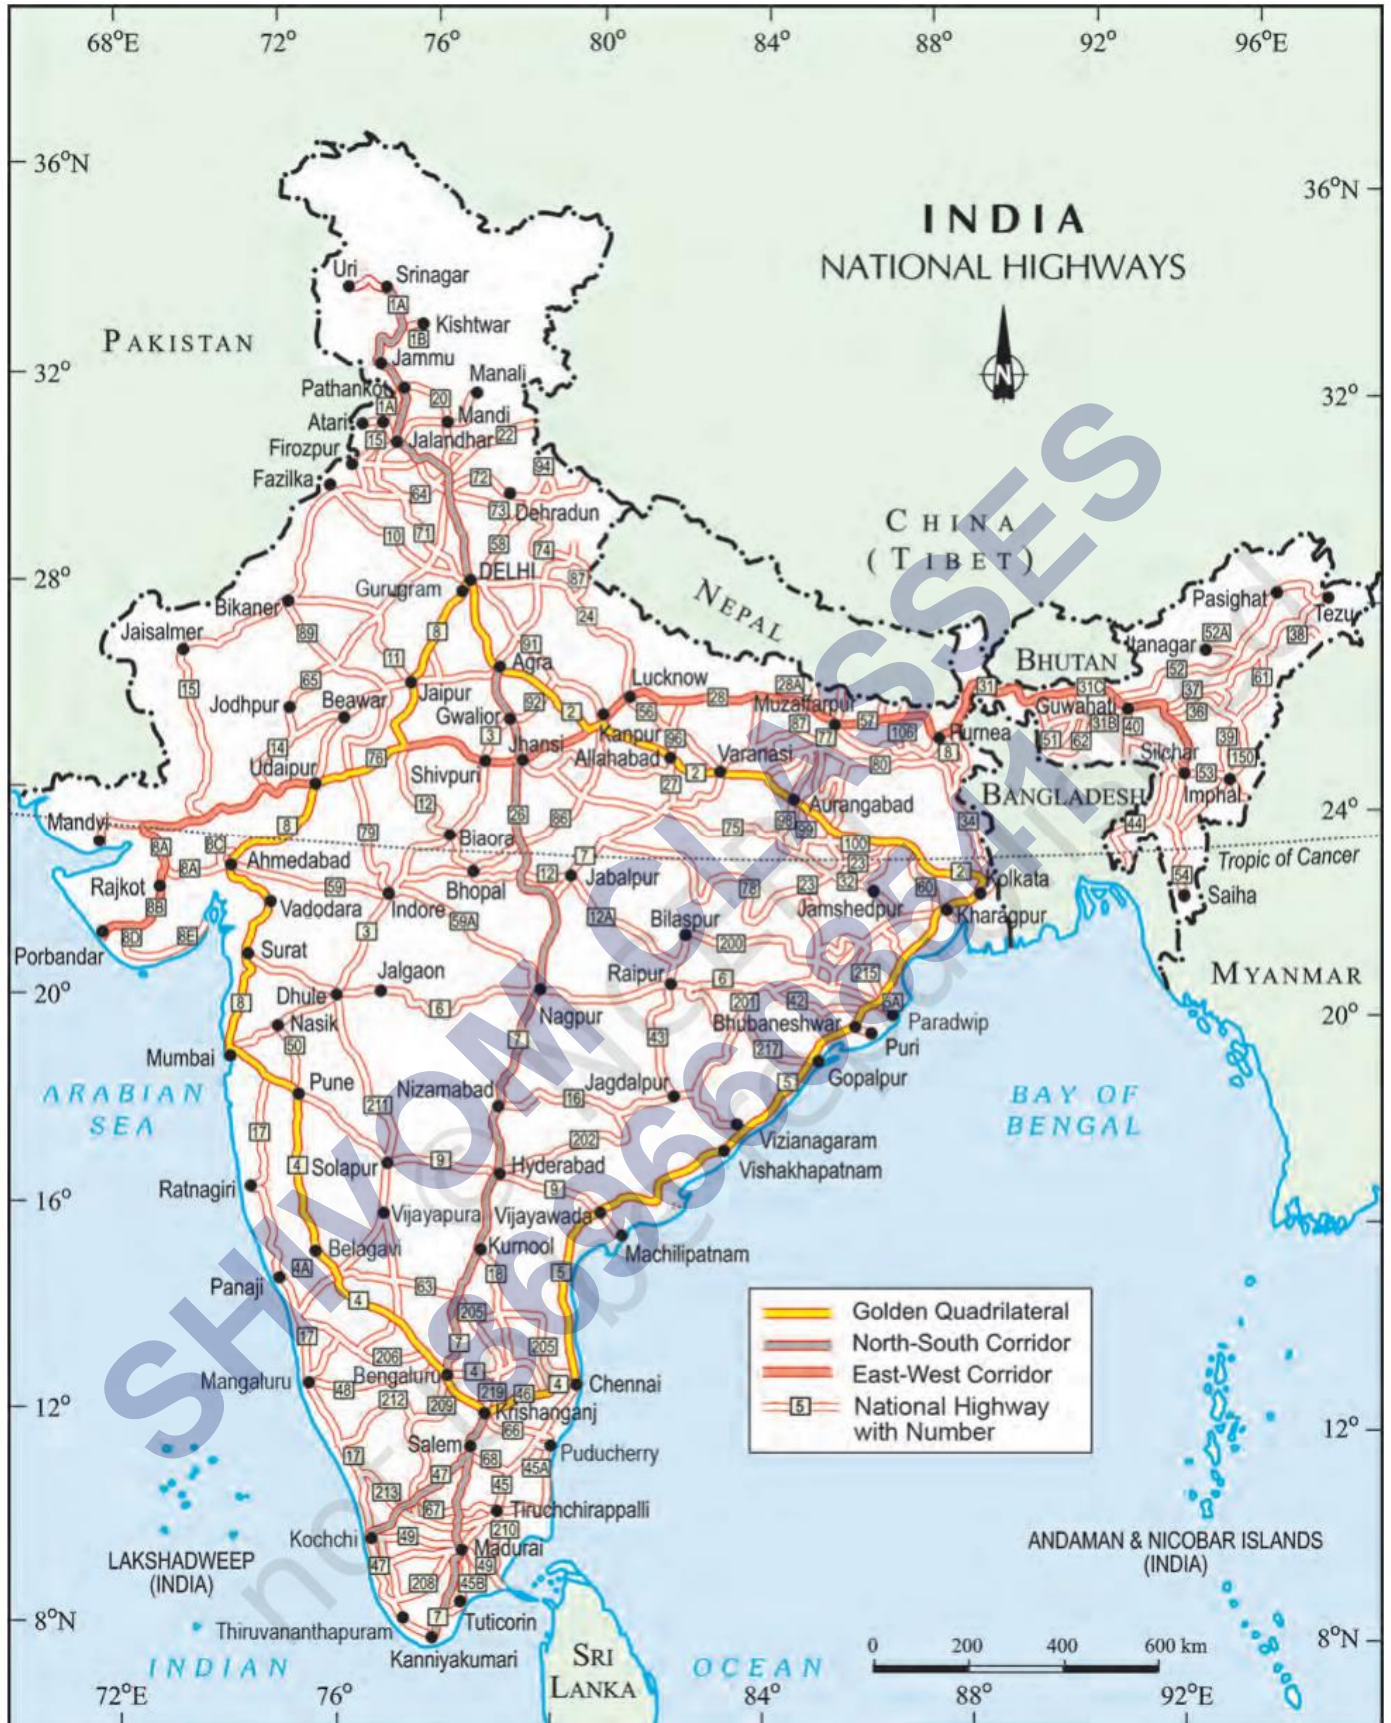 68°E 72° 76° 80° 84° 88° 92° 96°E
36°N
36°N
INDIA
NATIONAL HIGHWAYS
N
Uri
Srinagar
1A
Kishtwar
1B
PAKISTAN
Jammu
32°
32°
Pathankot
Manali
1A
20
Atari
Mandi
15
Jalandhar
22
Firozpur
Fazilka
94
72
64
73
Dehradun
CHINA
(TIBET)
10
71
58
74
28°
DELHI
87
Gurugram
NEPAL
Bikaner
24
Pasighat
Tezu
Jaisalmer
89
8
91
Itanagar
52A
38
11
Agra
BHUTAN
52
61
15
65
Jaipur
Lucknow
28A
31
31C
37
Jodhpur
Beawar
92
2
56
28
Muzaffarpur
Guwahati
36
Gwalior
Kanpur
87
57
106
31B
40
14
76
3
Jhansi
96
77
Purnea
51
62
39
Udaipur
Shivpuri
Allahabad
Varanasi
80
8
Silchar
150
2
27
53
Imphal
12
26
86
Aurangabad
BANGLADESH
24°
Mandvi
8
79
75
98
99
34
44
8A
8C
Biaora
100
Tropic of Cancer
8A
Ahmedabad
7
23
2
Kolkata
54
Rajkot
59
Bhopal
12
Jabalpur
78
23
32
60
Saiha
8B
Vadodara
Indore
59A
12A
Bilaspur
Jamshedpur
Kharagpur
8D
8E
3
200
Porbandar
Surat
Jalgaon
Raipur
6
215
MYANMAR
20°
8
Dhule
6
Nagpur
201
42
5A
20°
Nasik
7
Bhubaneshwar
Paradwip
50
43
217
Puri
Mumbai
Pune
Nizamabad
Jagdalpur
5
Gopalpur
ARABIAN
SEA
211
16
BAY OF
BENGAL
17
202
Vizianagaram
4
Solapur
9
Hyderabad
Vishakhapatnam
Ratnagiri
9
16°
Vijayapura
Vijayawada
Belagavi
Kurnool
Machilipatnam
4A
18
5
Panaji
63
4
205
Golden Quadrilateral
17
7
205
North-South Corridor
206
Bengaluru
4
East-West Corridor
Mangaluru
48
219
46
4
Chennai
5
National Highway
with Number
212
209
12°
Krishanganj
12°
66
Salem
Puducherry
17
68
47
45A
213
45
67
Tiruchchirappalli
Kochchi
49
210
Madurai
47
49
LAKSHADWEEP
(INDIA)
208
45B
ANDAMAN & NICOBAR ISLANDS
(INDIA)
8°N
7
Tuticorin
Thiruvananthapuram
8°N
Kanniyakumari
INDIAN
SRI
LANKA
OCEAN
0 200 400 600 km
72°E 76° 84° 88° 92°E
SHIVOM CLASSES